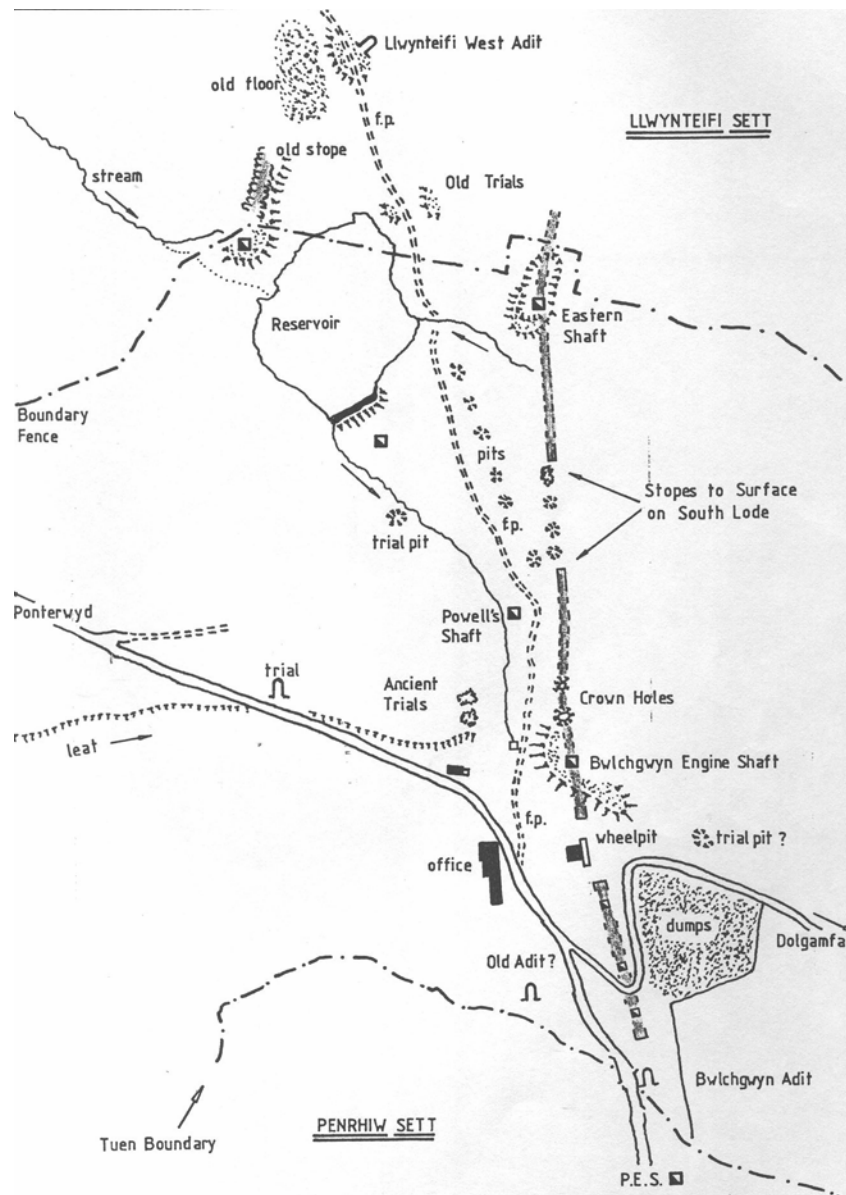 Llwynteifi West Adit
old floor
LLWYNTEIFI SETT
f.p.
old stope
stream
Old Trials
Reservoir
Eastern
Shaft
Boundary
Fence
pits
Stopes to Surface
on South Lode
f.p.
trial pit
Ponterwyd
Powell's
Shaft
trial
Ancient
Trials
Crown Holes
leat
Bwlchgwyn Engine Shaft
f.p.
wheelpit
trial pit ?
office
dumps
Dolgamfa
Old Adit?
Bwlchgwyn Adit
Tuen Boundary
PENRHIW SETT
P.E.S.